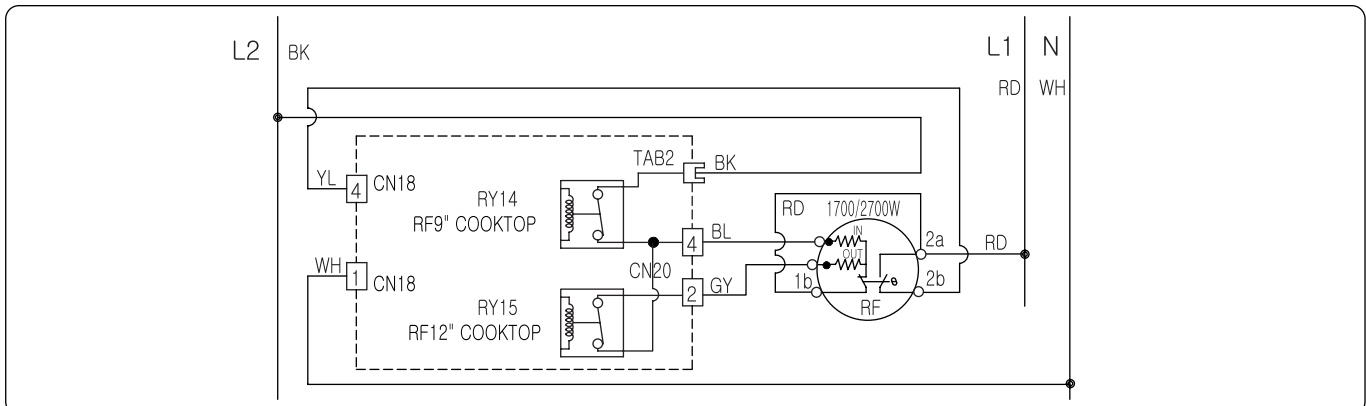 L2 BK
L1 N
RD WH
TAB2 BK
YL 4 CN18
RY14
RF9" COOKTOP
RD 1700/2700W
IN
4 BL
2a RD
OUT
WH 1 CN18
CN20
2 GY
1b 2b
θ
RF
RY15
RF12" COOKTOP